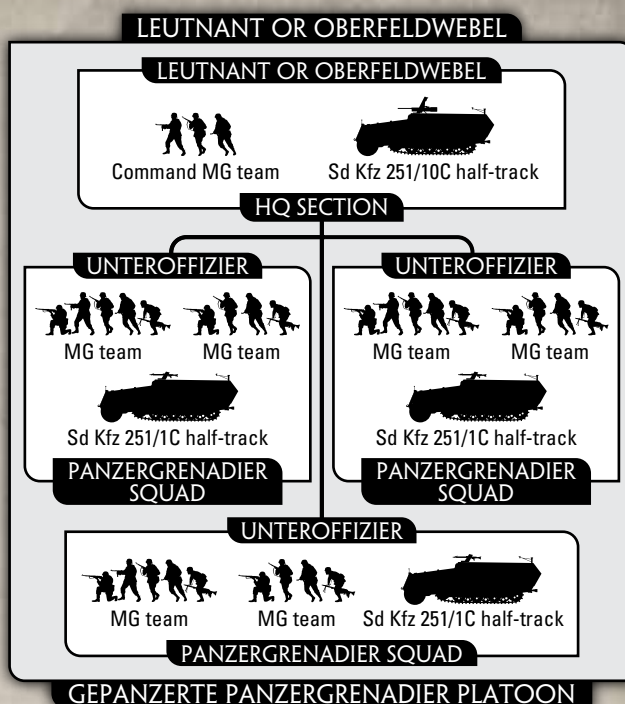 LEUTNANT OR OBERFELDWEBEL
LEUTNANT OR OBERFELDWEBEL
Command MG team
Sd Kfz 251/10C half-track
HQ SECTION
UNTEROFFIZIER
MG team
MG team
Sd Kfz 251/1C half-track
PANZERGRENADIER
SQUAD
UNTEROFFIZIER
MG team
MG team
Sd Kfz 251/1C half-track
PANZERGRENADIER
SQUAD
UNTEROFFIZIER
MG team
MG team
Sd Kfz 251/1C half-track
PANZERGRENADIER SQUAD
GEPANZERTE PANZERGRENADIER PLATOON